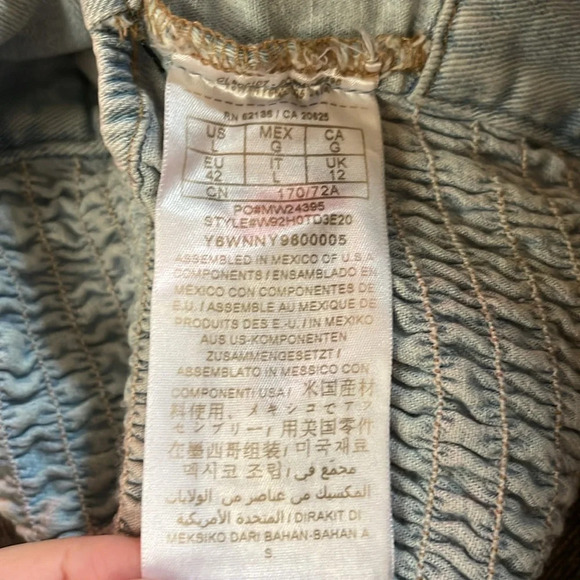 RN 62136 / CA 20625
US MEX CA
L G G
EU IT UK
42 L 12
CN 170/72A
PO#MW24395
STYLE#W92H0TD3E20
Y6WNNY9800005
ASSEMBLED IN MEXICO OF U.S.A
COMPONENTS / ENSAMBLADO EN
MÉXICO CON COMPONENTES DE
E.U. / ASSEMBLE AU MEXIQUE DE
PRODUITS DES E.-U. / IN MEXIKO
AUS US-KOMPONENTEN
ZUSAMMENGESETZT /
ASSEMBLATO IN MESSICO CON
COMPONENTI USA / 米国産材
料使用、メキシコでアッ
センブリー / 用美国零件
在墨西哥组装 / 미국재료
멕시코 조립 / مجمع في
المكسيك من عناصر من الولايات
المتحدة الأمريكية / DIRAKIT DI
MEKSIKO DARI BAHAN-BAHAN A
S